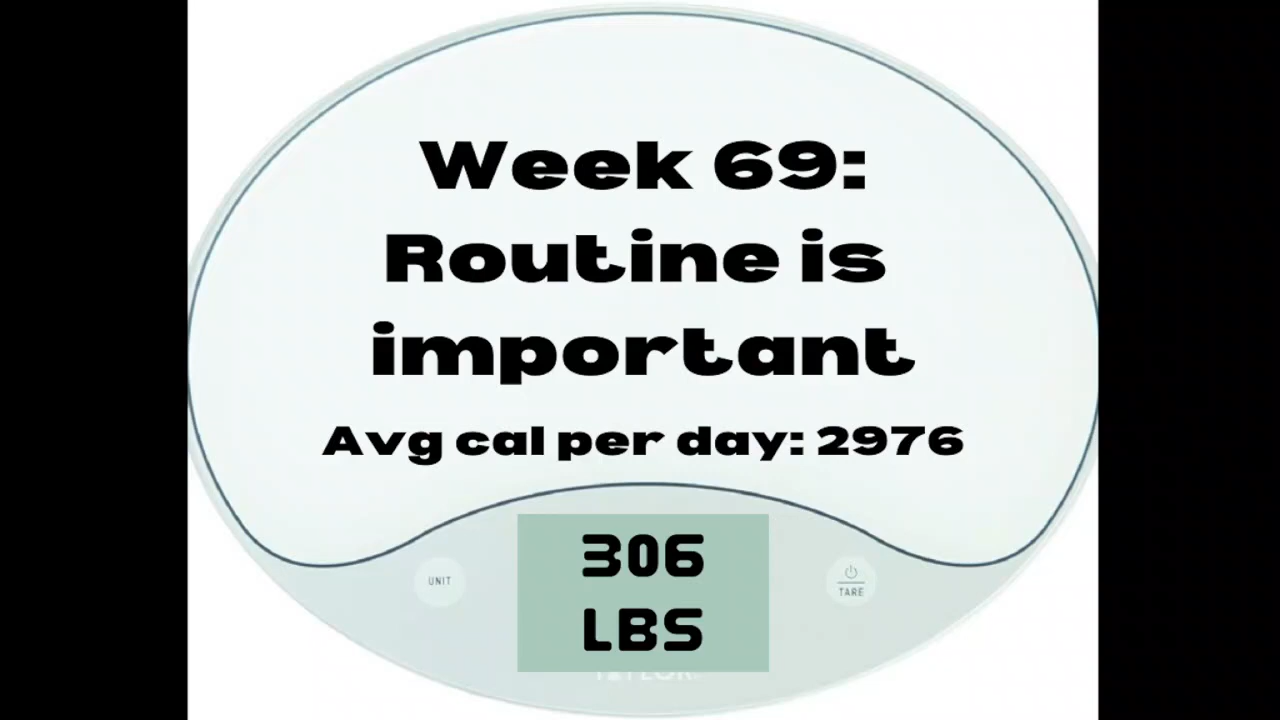 Week 69:
Routine is
important
Avg cal per day: 2976
306
LBS
UNIT
TARE